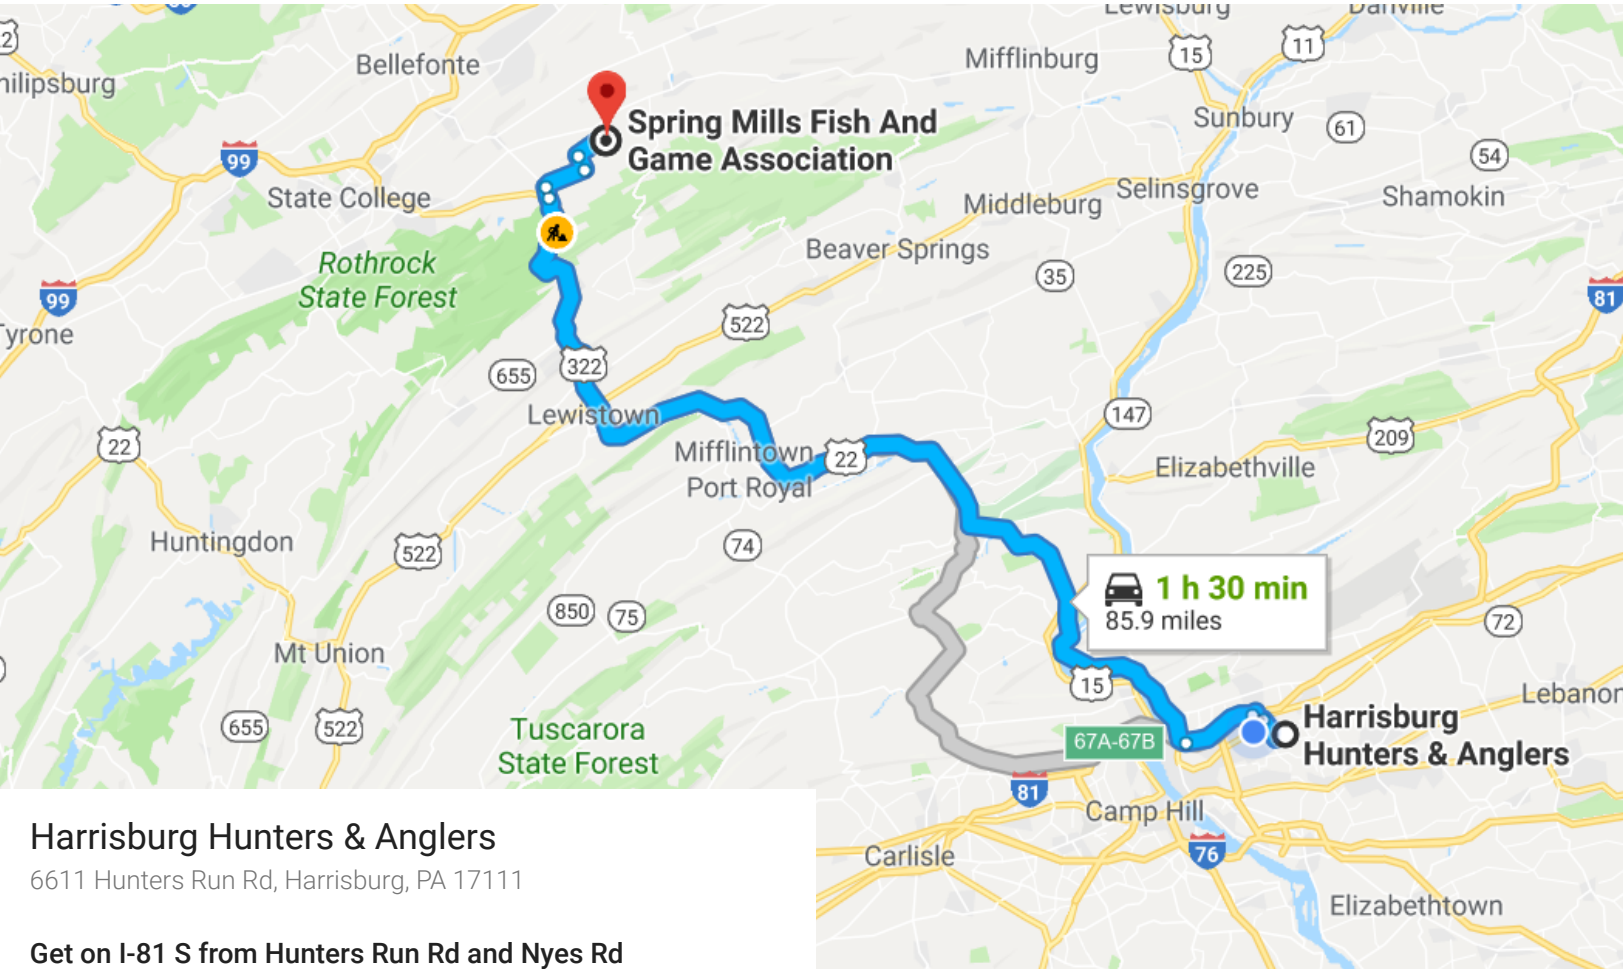 Lewisburg
Danville
15
11
Mifflinburg
Bellefonte
Sunbury
61
54
99
State College
Spring Mills Fish And
Game Association
Middleburg
Selinsgrove
Shamokin
Beaver Springs
Rothrock
State Forest
35
225
99
81
522
655
322
Lewistown
147
22
Mifflintown
22
209
Port Royal
Elizabethville
Huntingdon
522
74
1 h 30 min
85.9 miles
850
75
72
Mt Union
15
655
522
Tuscarora
State Forest
67A-67B
Harrisburg
Hunters & Anglers
81
Camp Hill
Carlisle
76
Elizabethtown
Harrisburg Hunters & Anglers
6611 Hunters Run Rd, Harrisburg, PA 17111
Get on I-81 S from Hunters Run Rd and Nyes Rd